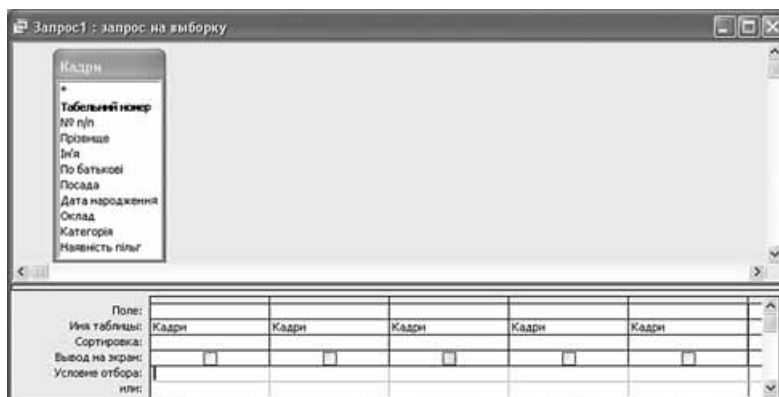 Запрос1 : запрос на выборку
Кадри
*
Табельний номер
№ п/п
Прізвище
Ім'я
По батькові
Посада
Дата народження
Оклад
Категорія
Наявність пільг
Поле:
Имя таблицы: Кадри Кадри Кадри Кадри Кадри
Сортировка:
Вывод на экран:
Условие отбора:
или: